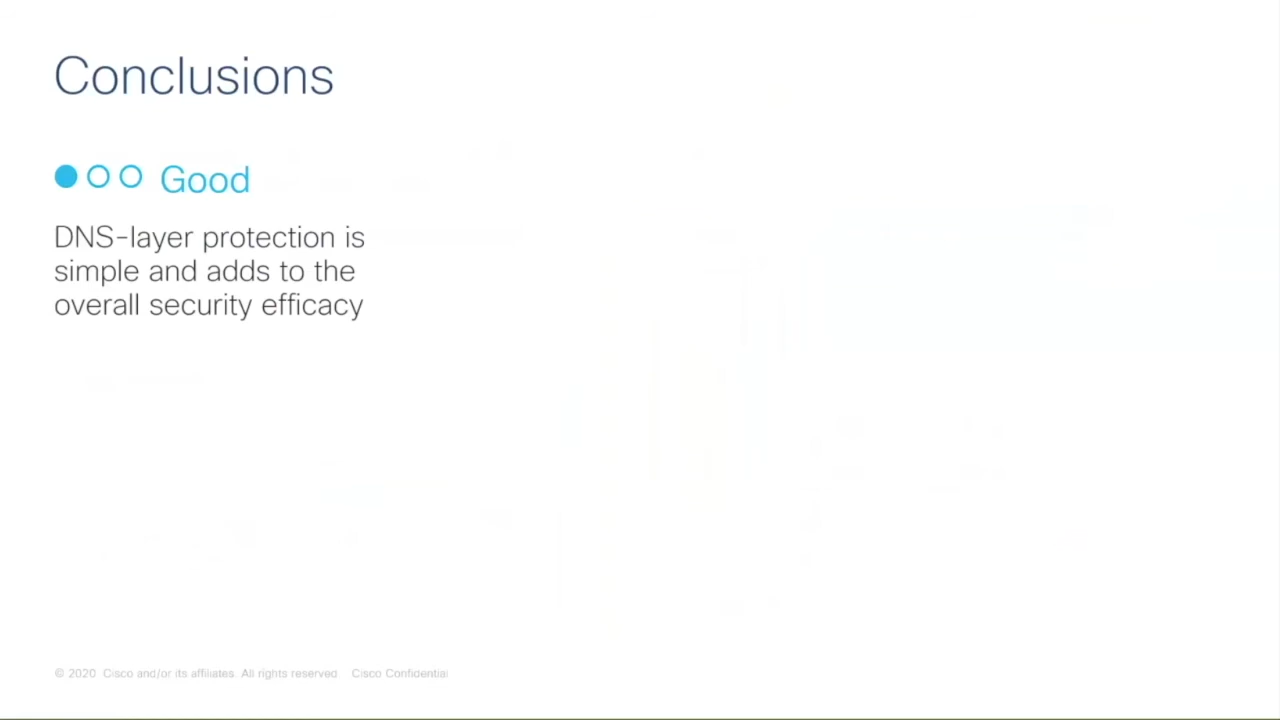 Conclusions
Good
DNS-layer protection is
simple and adds to the
overall security efficacy
© 2020 Cisco and/or its affiliates. All rights reserved. Cisco Confidential